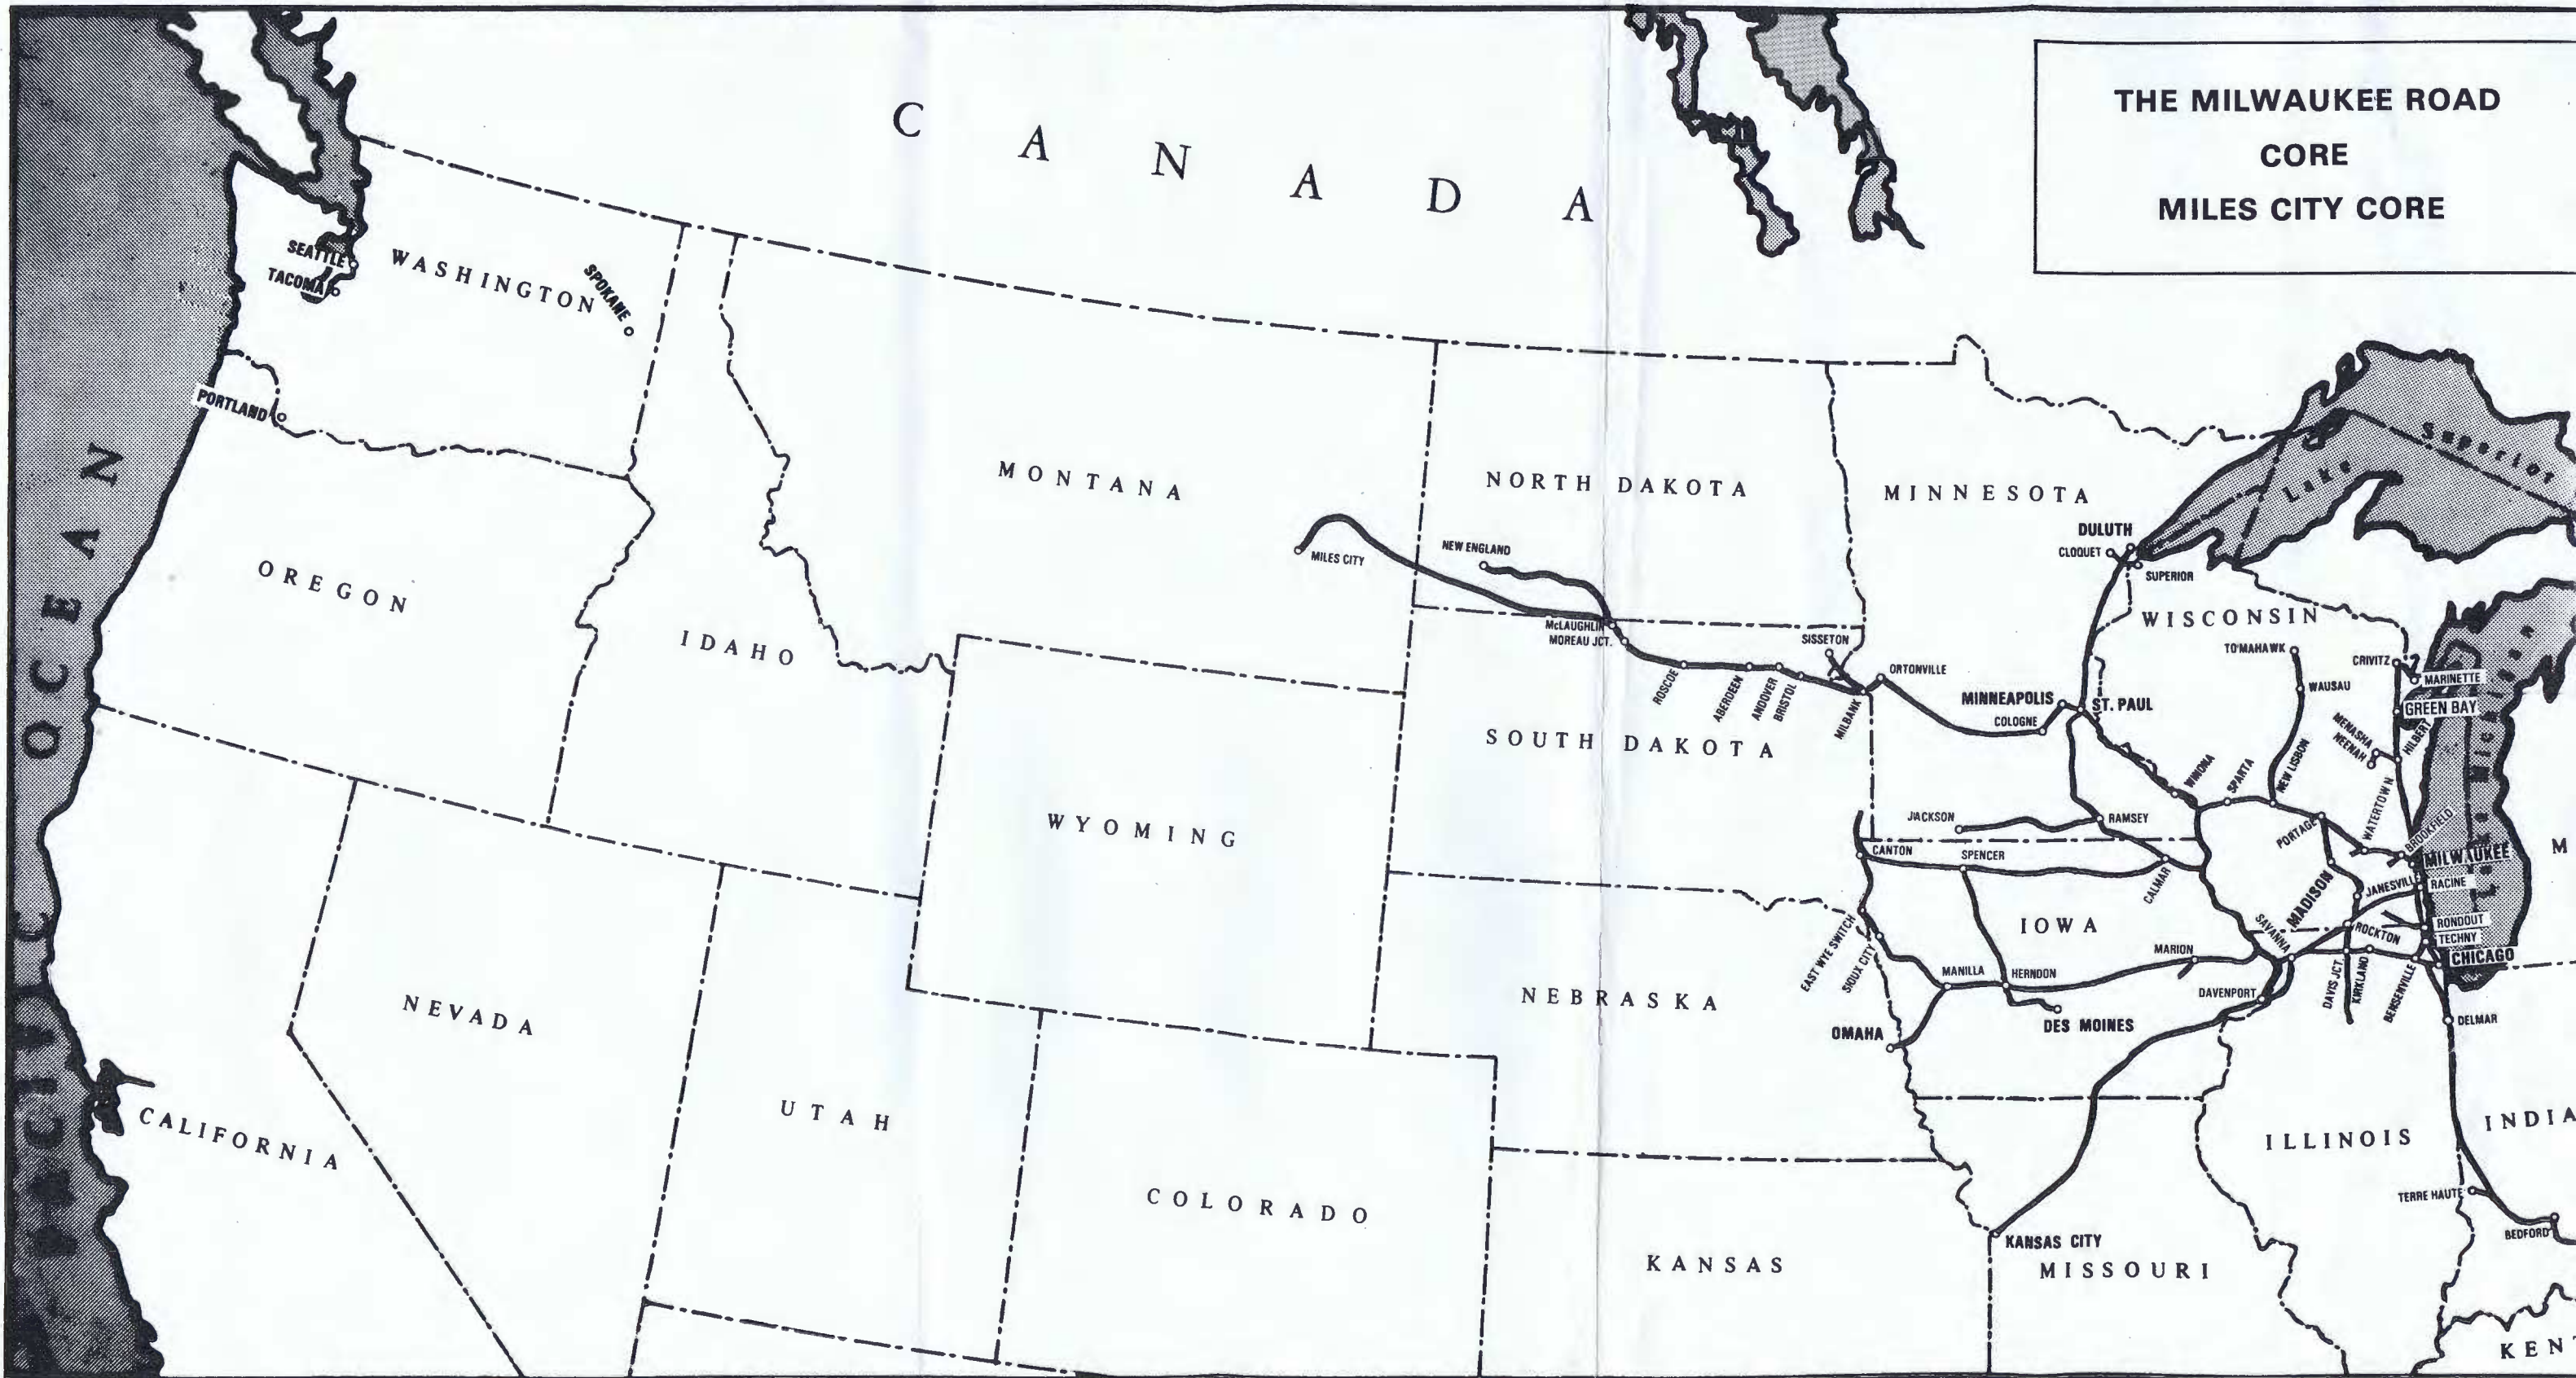 THE MILWAUKEE ROAD
CORE
MILES CITY CORE
CANADA
PACIFIC OCEAN
SEATTLE
TACOMA
WASHINGTON
SPOKANE
PORTLAND
OREGON
IDAHO
MONTANA
MILES CITY
NORTH DAKOTA
NEW ENGLAND
McLAUGHLIN
MOREAU JCT.
SISSETON
ROSCOE
ABERDEEN
ANDOVER
BRISTOL
MILBANK
ORTONVILLE
SOUTH DAKOTA
MINNESOTA
DULUTH
CLOQUET
SUPERIOR
Lake Superior
MINNEAPOLIS
COLOGNE
ST. PAUL
WISCONSIN
TOMAHAWK
WAUSAU
CRIVITZ
MARINETTE
GREEN BAY
HILBERT
MENASHA
NEENAH
Lake Michigan
WINONA
SPARTA
NEW LISBON
PORTAGE
WATERTOWN
BROOKFIELD
MILWAUKEE
M
JACKSON
RAMSEY
CANTON
SPENCER
CALMAR
MADISON
JANESVILLE
RACINE
RONDOUT
TECHNY
ROCKTON
CHICAGO
IOWA
SAVANNA
MARION
EAST WYE SWITCH
SIOUX CITY
MANILLA
HERNDON
DAVENPORT
DAVIS JCT.
KIRKLAND
BENSENVILLE
DELMAR
OMAHA
DES MOINES
NEBRASKA
WYOMING
NEVADA
UTAH
CALIFORNIA
COLORADO
KANSAS
KANSAS CITY
MISSOURI
ILLINOIS
INDIA
TERRE HAUTE
BEDFORD
KENT